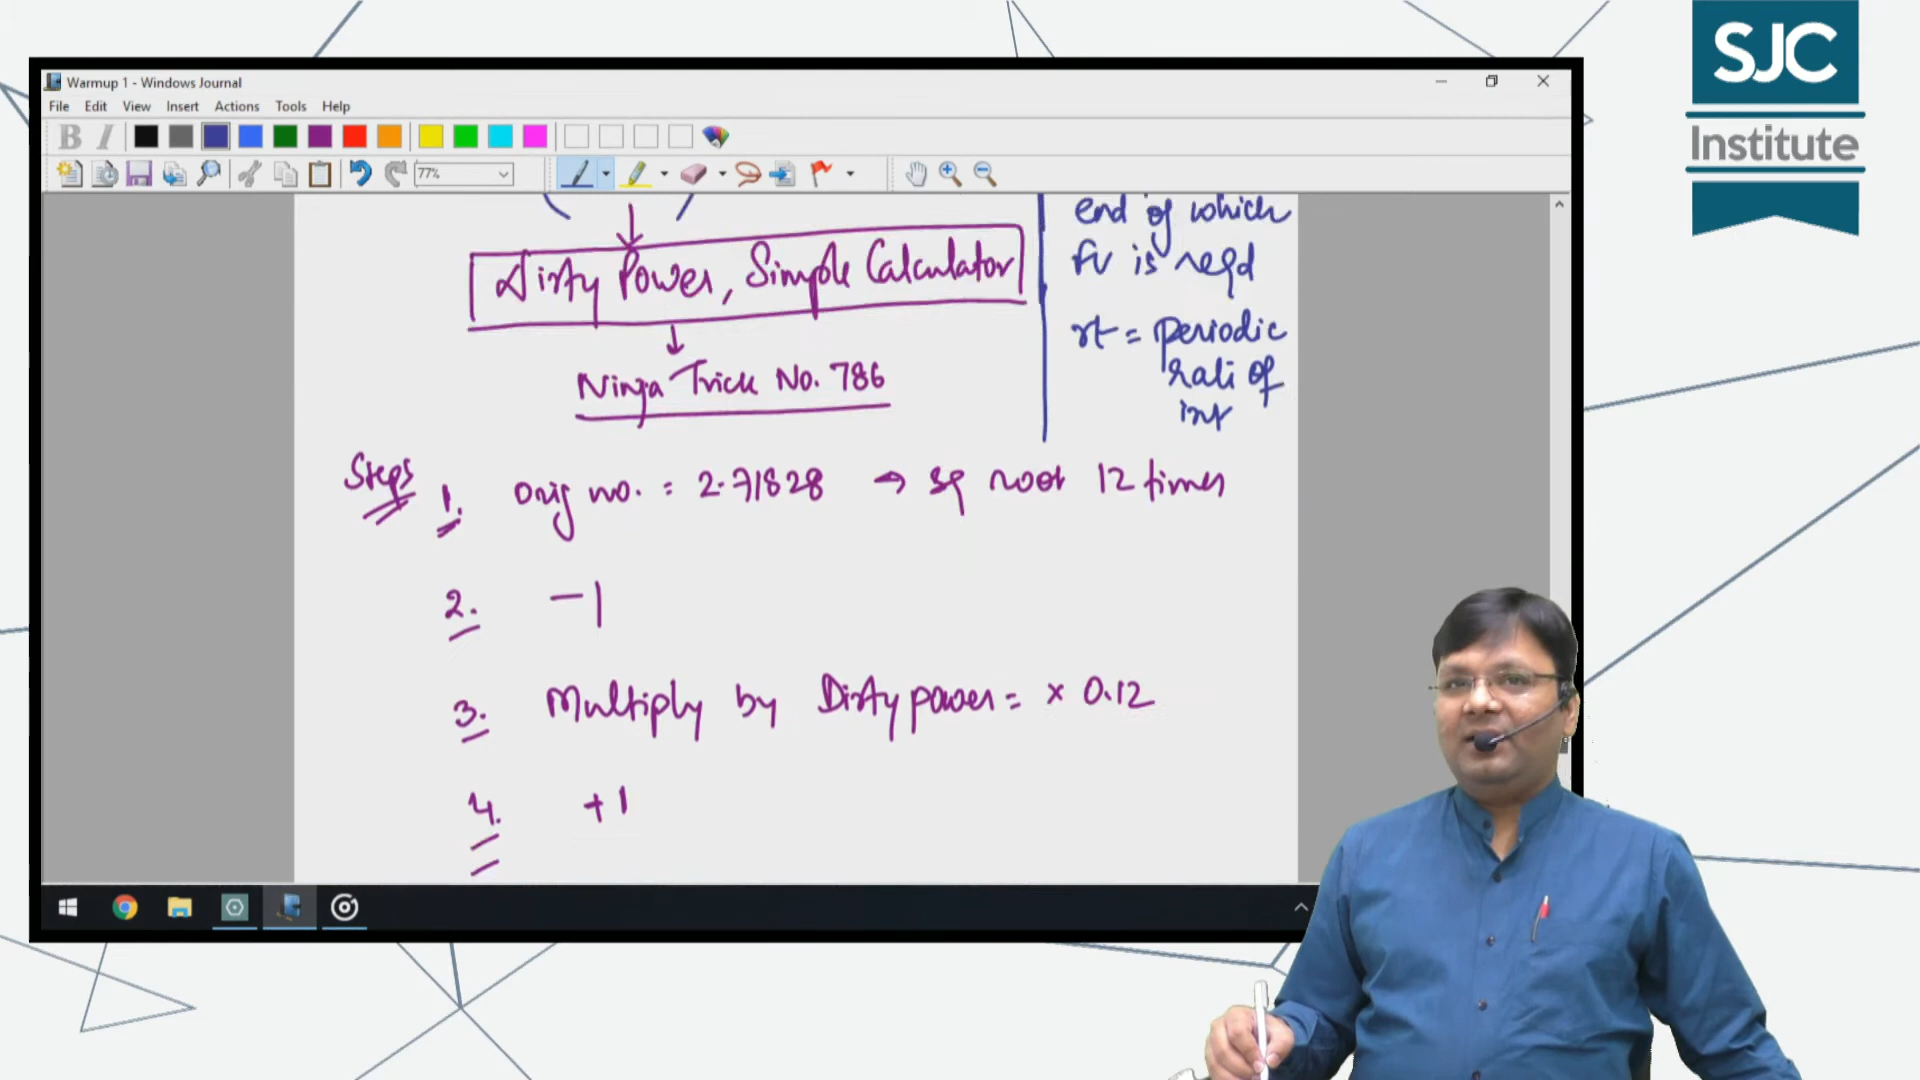 SJC
Institute
Warmup 1 - Windows Journal
File Edit View Insert Actions Tools Help
B I
77%
Dirty Power, Simple Calculator
Ninja Trick No. 786
end of which
fv is reqd
rt = periodic
rate of
int
Steps
1. Orig no. = 2.71828 → sq root 12 times
2. -1
3. Multiply by Dirty power = × 0.12
4. +1